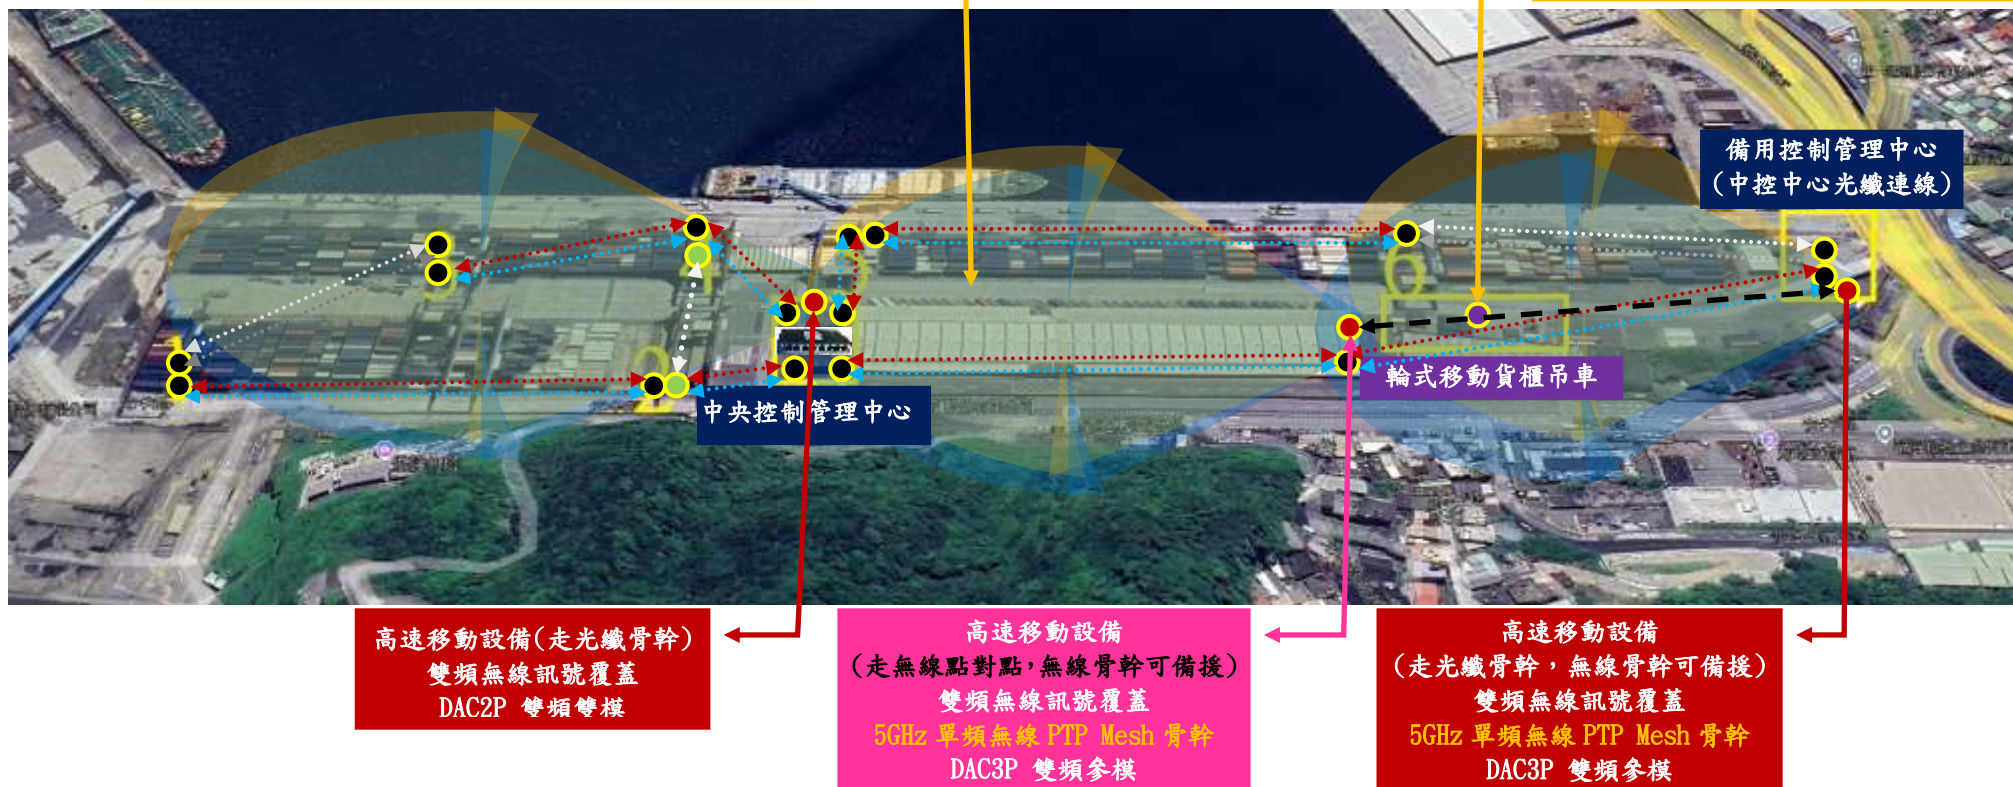 備用控制管理中心
(中控中心光纖連線)
3
4
5
6
1
2
輪式移動貨櫃吊車
中央控制管理中心
高速移動設備(走光纖骨幹)
雙頻無線訊號覆蓋
DAC2P 雙頻雙模
高速移動設備
(走無線點對點,無線骨幹可備援)
雙頻無線訊號覆蓋
5GHz 單頻無線 PTP Mesh 骨幹
DAC3P 雙頻參模
高速移動設備
(走光纖骨幹,無線骨幹可備援)
雙頻無線訊號覆蓋
5GHz 單頻無線 PTP Mesh 骨幹
DAC3P 雙頻參模